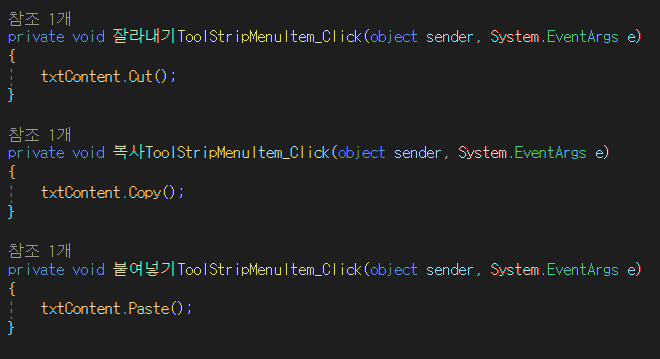 참조 1개
private void 잘라내기ToolStripMenuItem_Click(object sender, System.EventArgs e)
{
    txtContent.Cut();
}
참조 1개
private void 복사ToolStripMenuItem_Click(object sender, System.EventArgs e)
{
    txtContent.Copy();
}
참조 1개
private void 붙여넣기ToolStripMenuItem_Click(object sender, System.EventArgs e)
{
    txtContent.Paste();
}